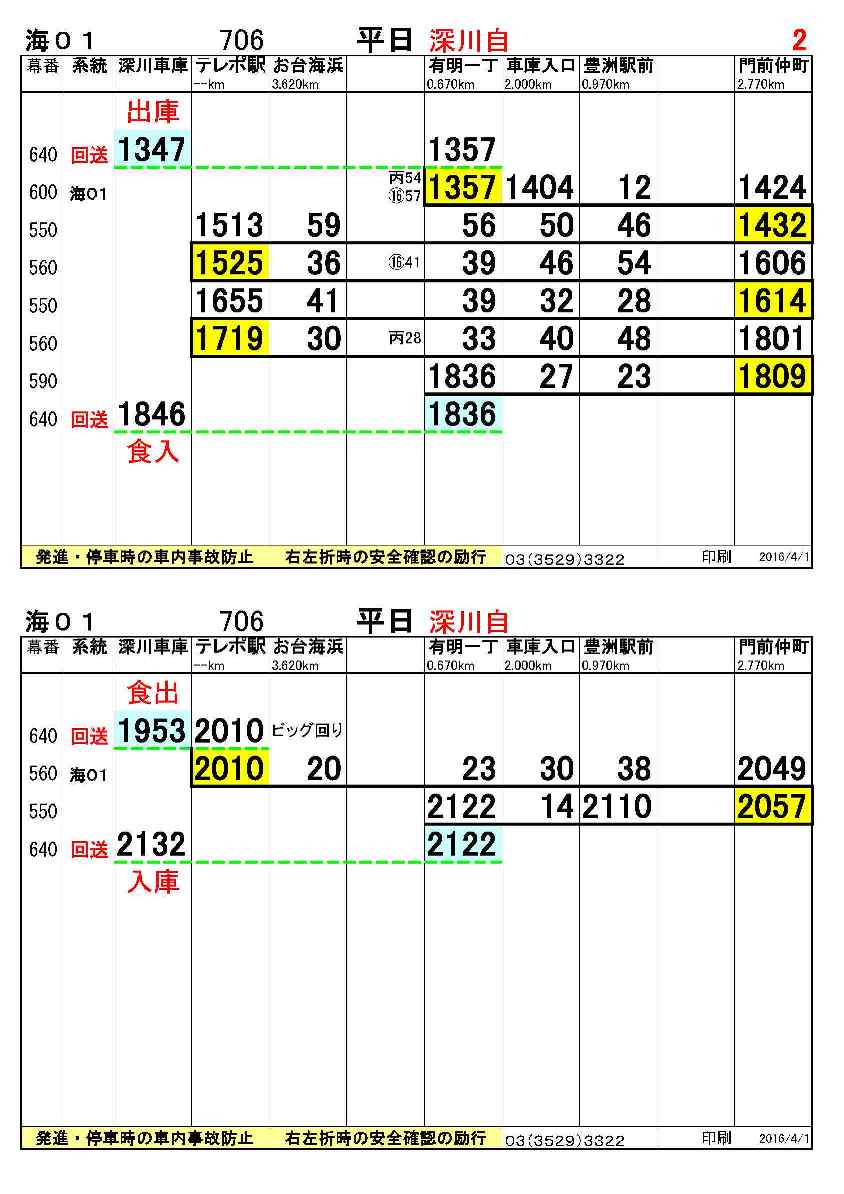 海０１ 706 平日 深川自 2
幕番 系統 深川車庫 テレポ駅 お台海浜 有明一丁 車庫入口 豊洲駅前 門前仲町
--km 3.620km 0.670km 2.000km 0.970km 2.770km
出庫
640 回送 1347 1357
600 海01 丙54 ⑯57 1357 1404 12 1424
550 1513 59 56 50 46 1432
560 1525 36 ⑯41 39 46 54 1606
550 1655 41 39 32 28 1614
560 1719 30 丙28 33 40 48 1801
590 1836 27 23 1809
640 回送 1846 1836
食入
発進・停車時の車内事故防止 右左折時の安全確認の励行 03(3529)3322 印刷 2016/4/1
海０１ 706 平日 深川自
幕番 系統 深川車庫 テレポ駅 お台海浜 有明一丁 車庫入口 豊洲駅前 門前仲町
--km 3.620km 0.670km 2.000km 0.970km 2.770km
食出
640 回送 1953 2010 ビッグ回り
560 海01 2010 20 23 30 38 2049
550 2122 14 2110 2057
640 回送 2132 2122
入庫
発進・停車時の車内事故防止 右左折時の安全確認の励行 03(3529)3322 印刷 2016/4/1